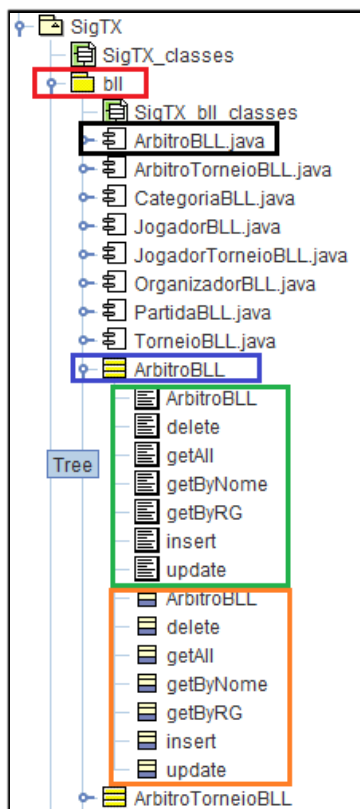 SigTX
SigTX_classes
bll
SigTX_bll_classes
ArbitroBLL.java
ArbitroTorneioBLL.java
CategoriaBLL.java
JogadorBLL.java
JogadorTorneioBLL.java
OrganizadorBLL.java
PartidaBLL.java
TorneioBLL.java
ArbitroBLL
ArbitroBLL
delete
getAll
Tree
getByNome
getByRG
insert
update
ArbitroBLL
delete
getAll
getByNome
getByRG
insert
update
ArbitroTorneioBLL